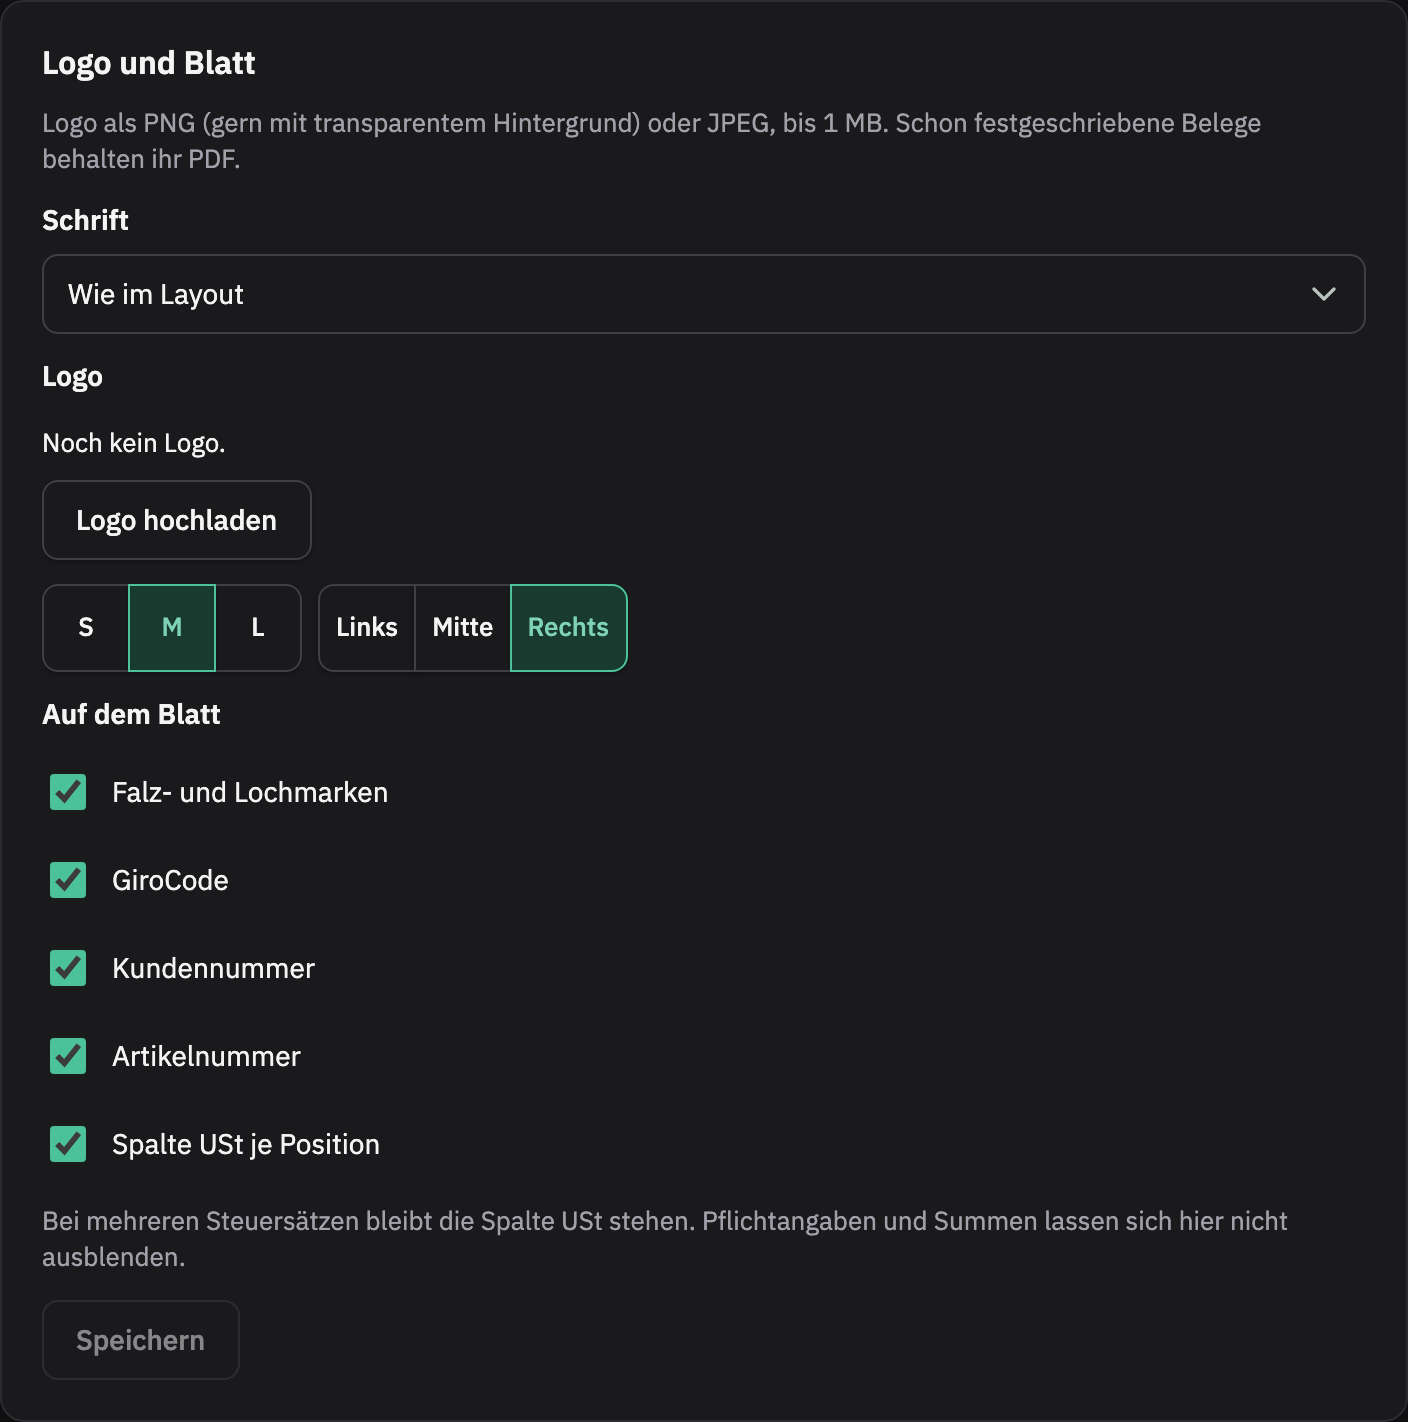 Logo und Blatt
Logo als PNG (gern mit transparentem Hintergrund) oder JPEG, bis 1 MB. Schon festgeschriebene Belege
behalten ihr PDF.
Schrift
Wie im Layout
Logo
Noch kein Logo.
Logo hochladen
S M L Links Mitte Rechts
Auf dem Blatt
Falz- und Lochmarken
GiroCode
Kundennummer
Artikelnummer
Spalte USt je Position
Bei mehreren Steuersätzen bleibt die Spalte USt stehen. Pflichtangaben und Summen lassen sich hier nicht
ausblenden.
Speichern